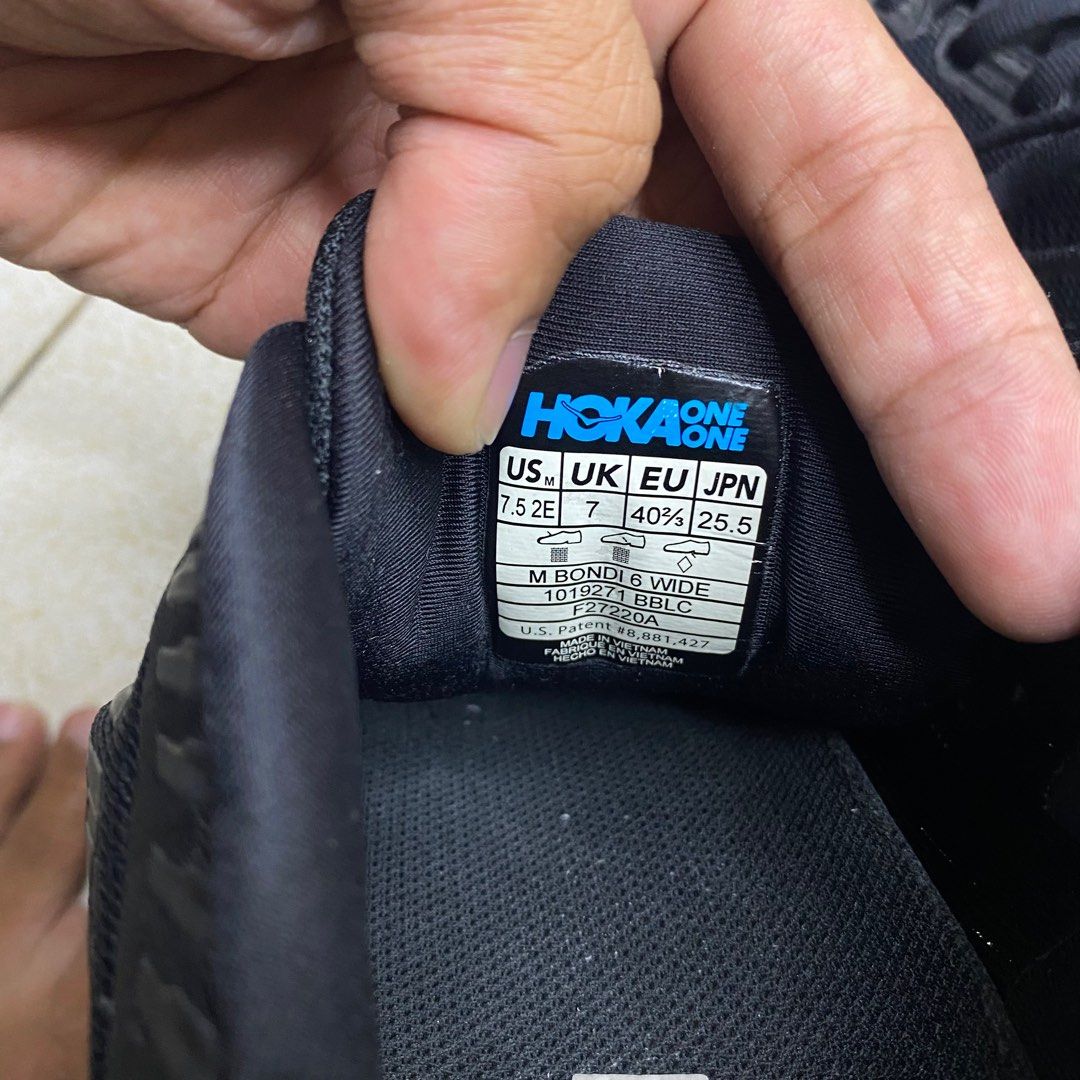 HOKA ONE ONE
US M UK EU JPN
7.5 2E 7 40⅔ 25.5
M BONDI 6 WIDE
1019271 BBLC
F27220A
U.S. Patent #8,881,427
MADE IN VIETNAM
FABRIQUE EN VIETNAM
HECHO EN VIETNAM